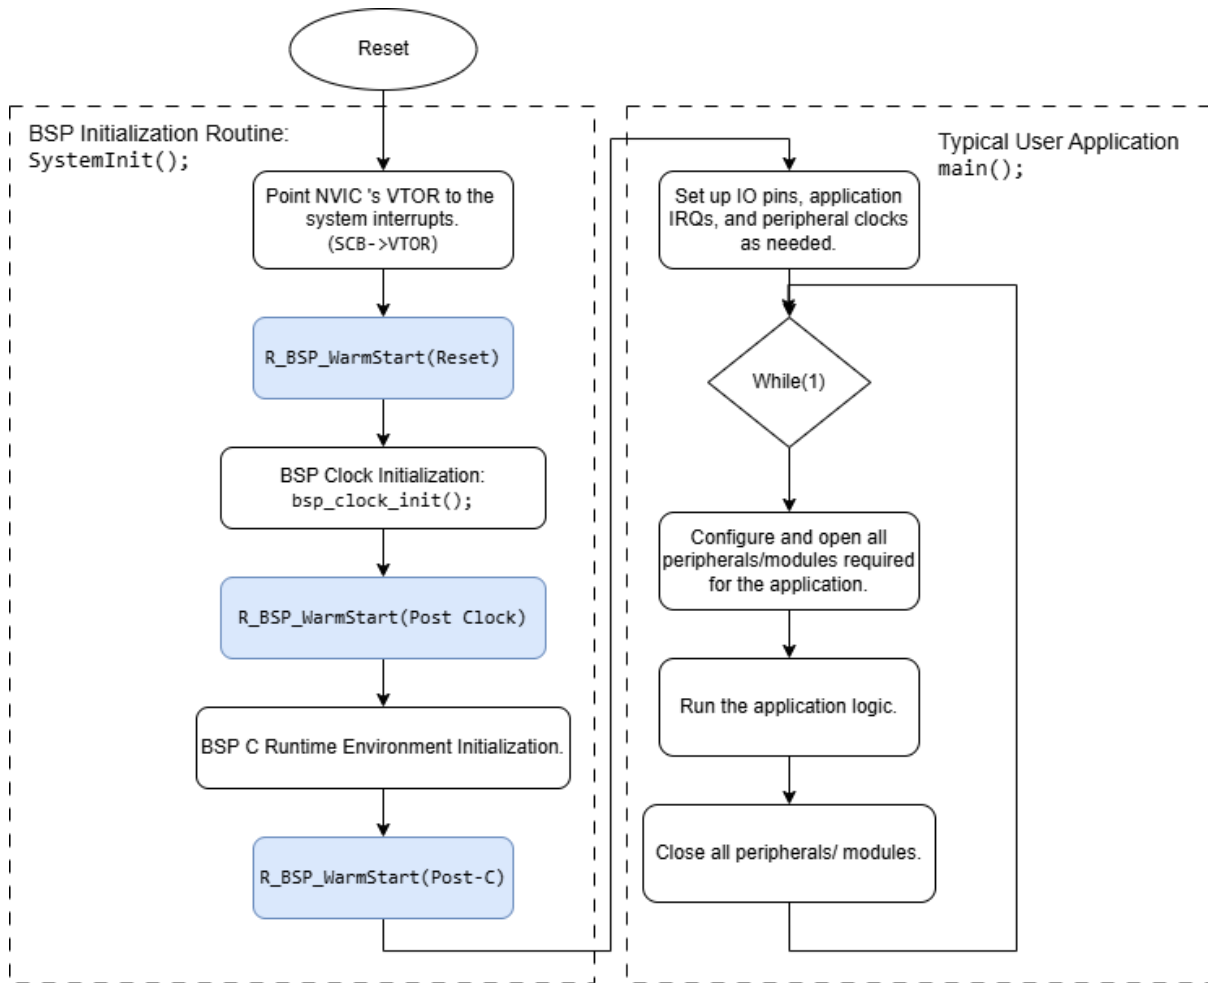 Reset
BSP Initialization Routine:
SystemInit();
Point NVIC 's VTOR to the
system interrupts.
(SCB->VTOR)
R_BSP_WarmStart(Reset)
BSP Clock Initialization:
bsp_clock_init();
R_BSP_WarmStart(Post Clock)
BSP C Runtime Environment Initialization.
R_BSP_WarmStart(Post-C)
Typical User Application
main();
Set up IO pins, application
IRQs, and peripheral clocks
as needed.
While(1)
Configure and open all
peripherals/modules required
for the application.
Run the application logic.
Close all peripherals/ modules.